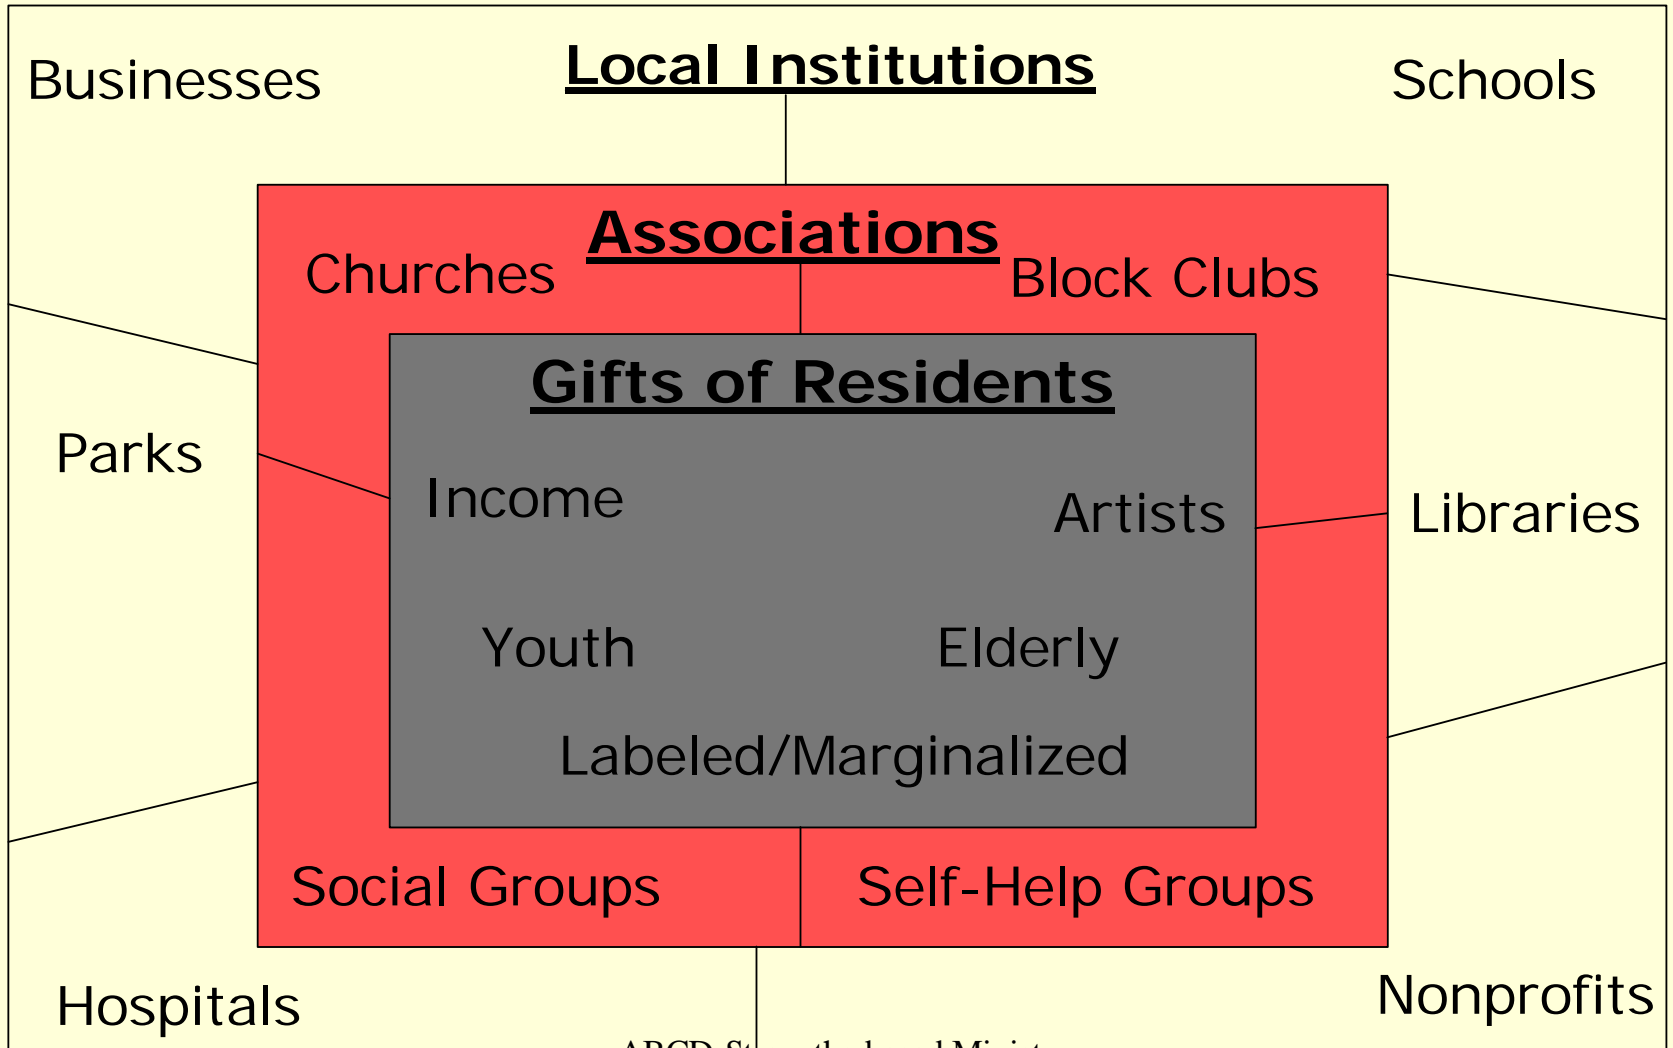 Local Institutions
Businesses
Schools
Associations
Churches
Block Clubs
Gifts of Residents
Parks
Income
Artists
Libraries
Youth
Elderly
Labeled/Marginalized
Social Groups
Self-Help Groups
Hospitals
Nonprofits
ABCD